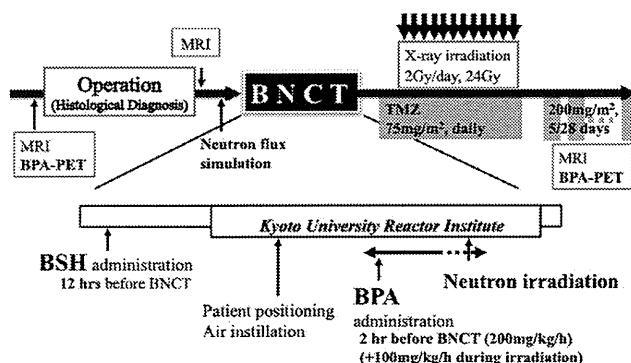 MRI
X-ray irradiation
2Gy/day, 24Gy
Operation
(Histological Diagnosis)
BNCT
MRI
BPA-PET
Neutron flux
simulation
TMZ
75mg/m², daily
200mg/m²,
5/28 days
MRI
BPA-PET
Kyoto University Reactor Institute
BSH administration
12 hrs before BNCT
Patient positioning
Air instillation
BPA
administration
2 hr before BNCT (200mg/kg/h)
(+100mg/kg/h during irradiation)
Neutron irradiation